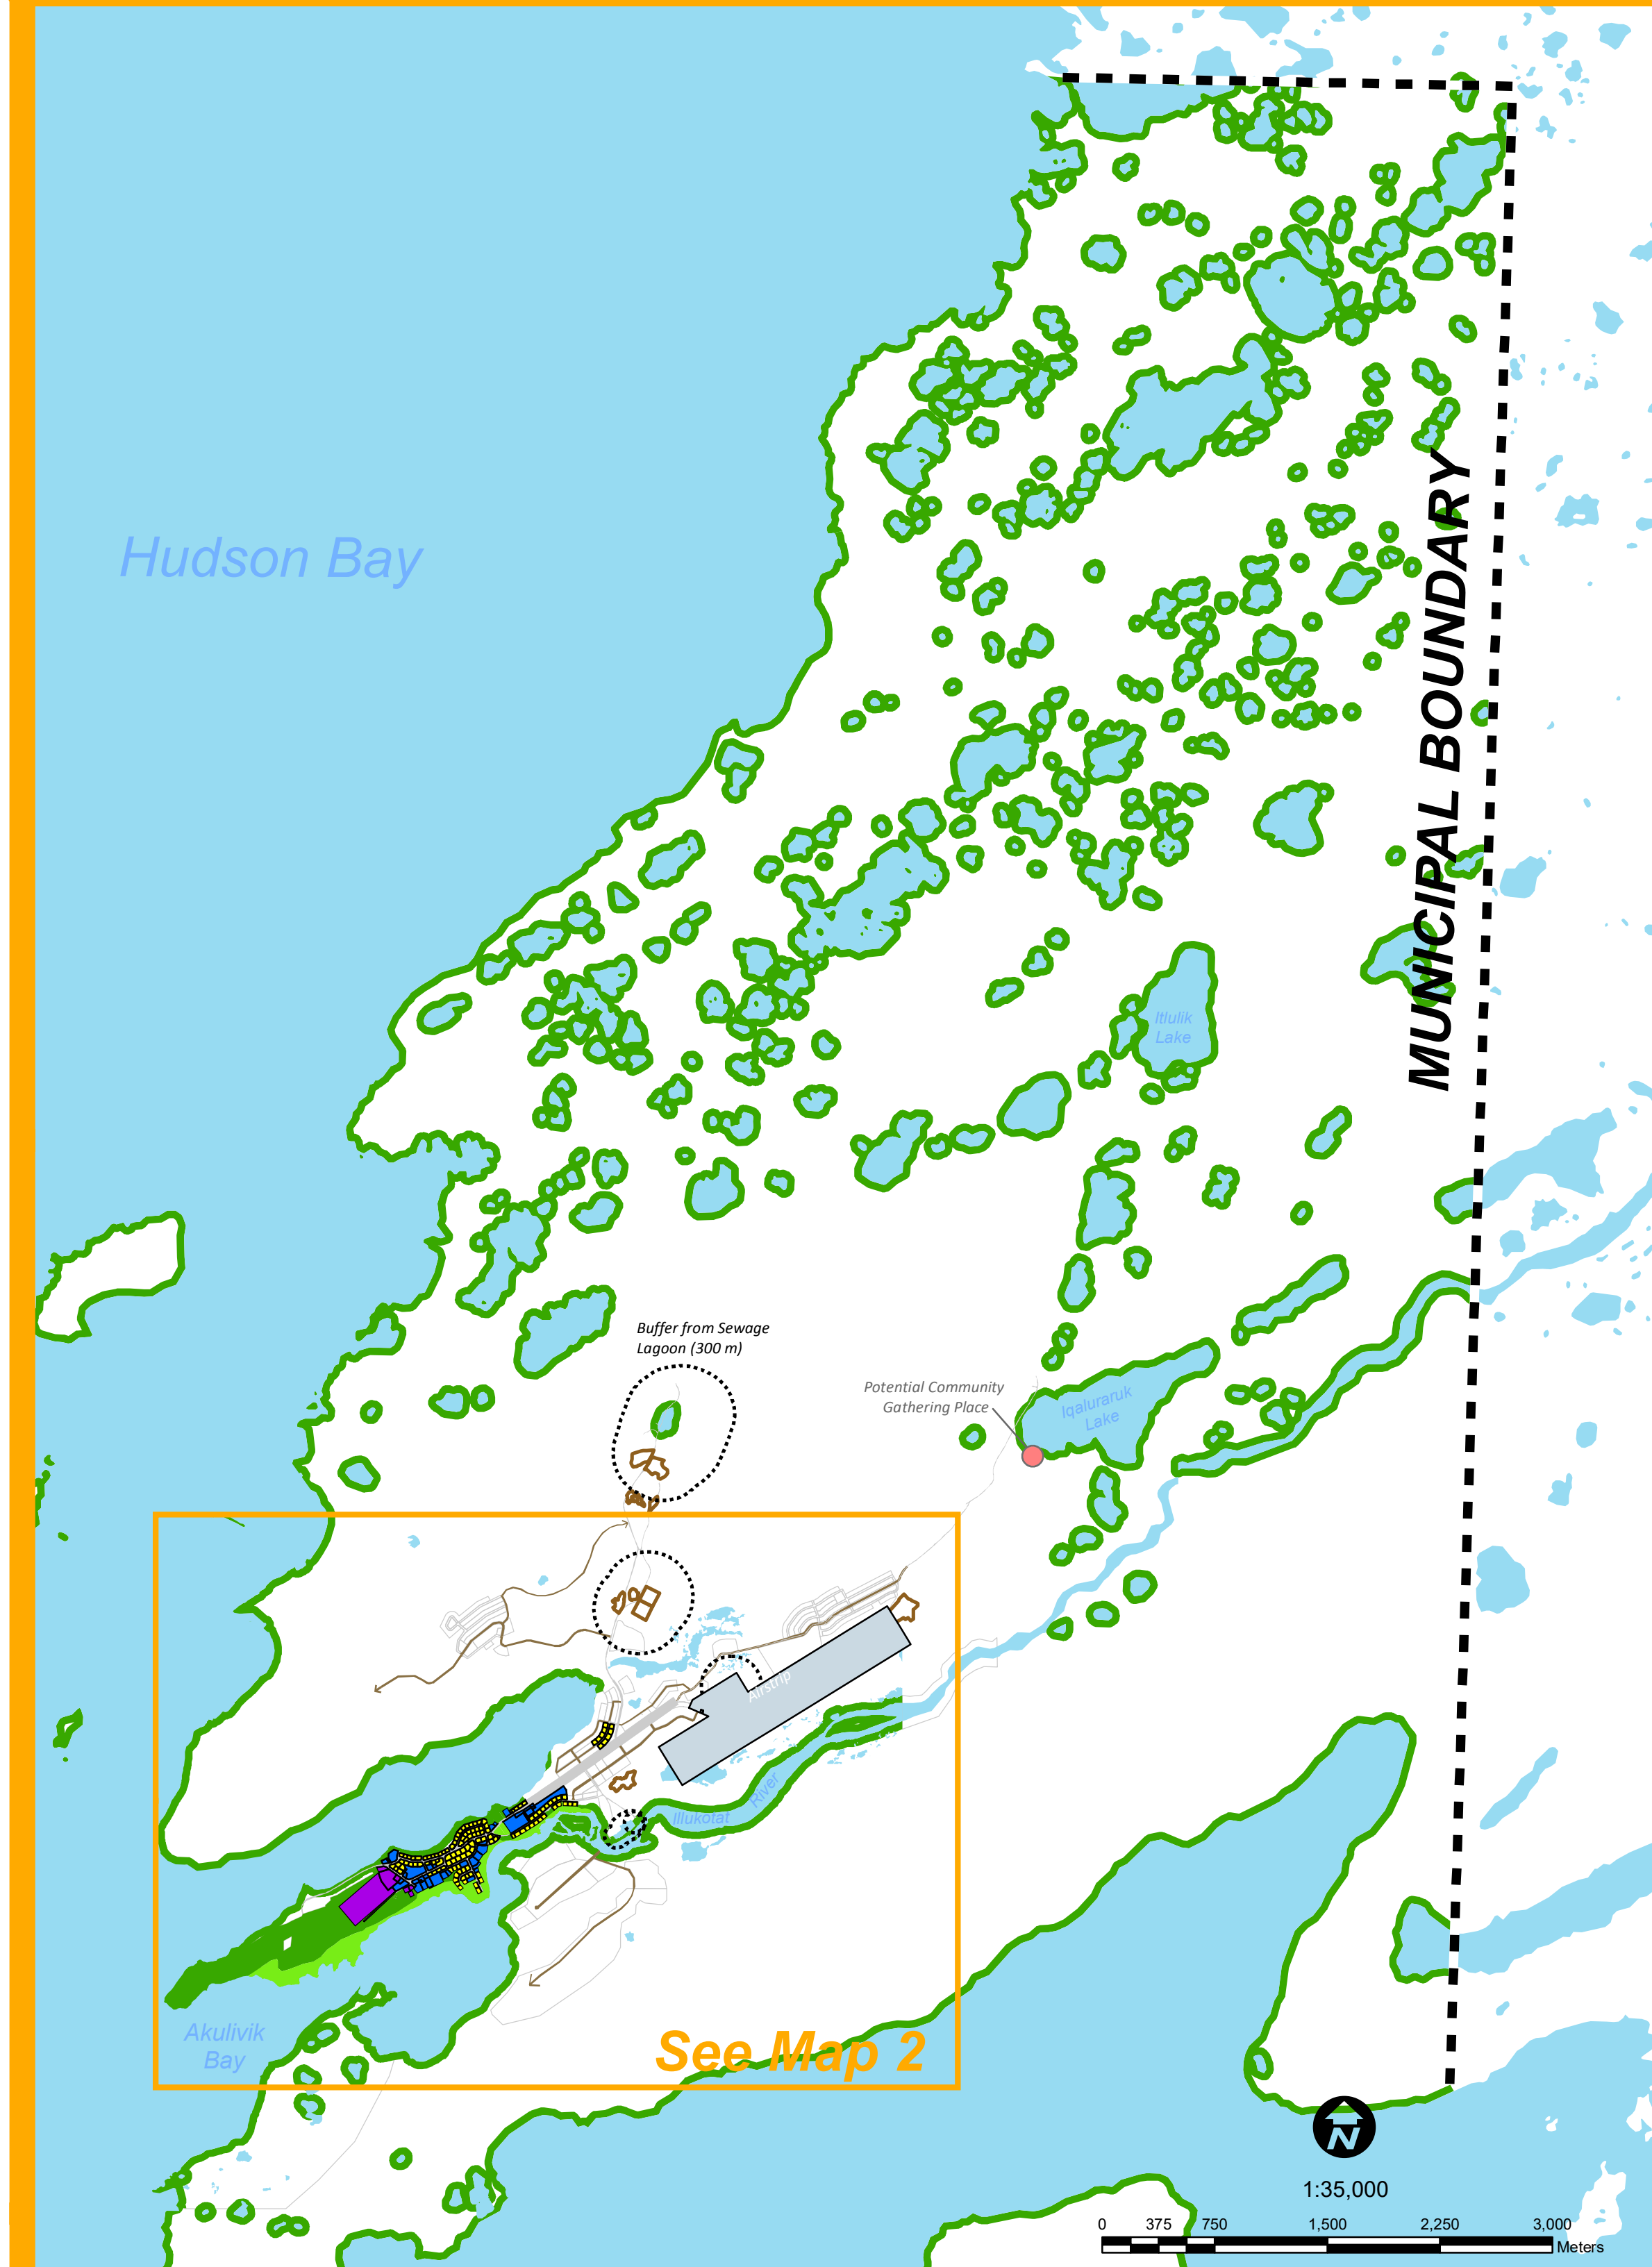 Hudson Bay
MUNICIPAL BOUNDARY
Itlulik
Lake
Buffer from Sewage
Lagoon (300 m)
Potential Community
Gathering Place
Iqaluraruk
Lake
Airstrip
Illukotat River
Akulivik
Bay
See Map 2
N
1:35,000
0 375 750 1,500 2,250 3,000
Meters